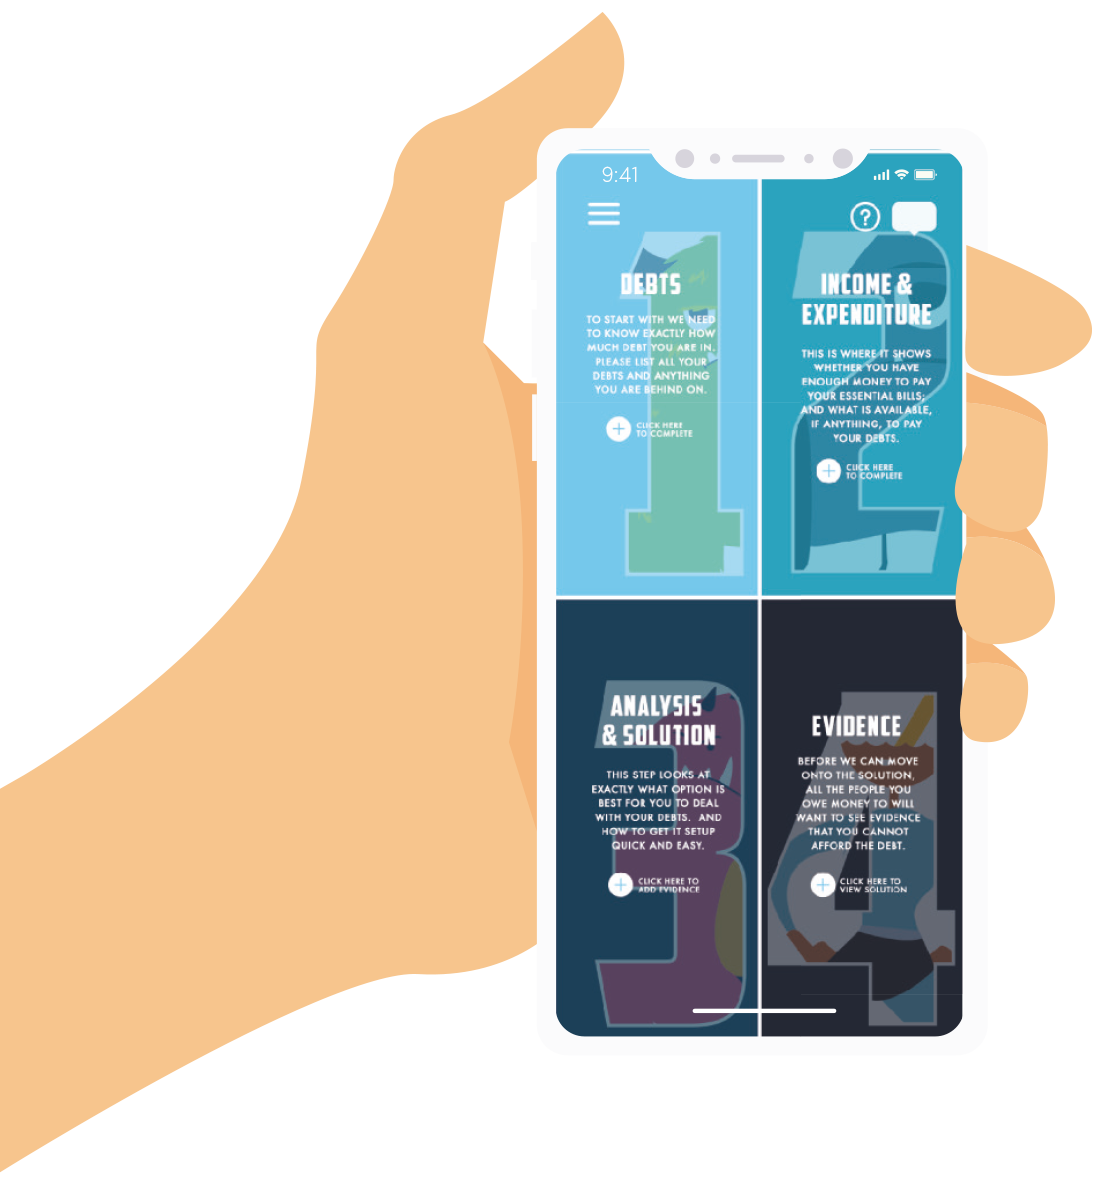 9:41
?
1
DEBTS
TO START WITH WE NEED
TO KNOW EXACTLY HOW
MUCH DEBT YOU ARE IN.
PLEASE LIST ALL YOUR
DEBTS AND ANYTHING
YOU ARE BEHIND ON.
CLICK HERE
TO COMPLETE
2
INCOME &
EXPENDITURE
THIS IS WHERE IT SHOWS
WHETHER YOU HAVE
ENOUGH MONEY TO PAY
YOUR ESSENTIAL BILLS;
AND WHAT IS AVAILABLE,
IF ANYTHING, TO PAY
YOUR DEBTS.
CLICK HERE
TO COMPLETE
3
ANALYSIS
& SOLUTION
THIS STEP LOOKS AT
EXACTLY WHAT OPTION IS
BEST FOR YOU TO DEAL
WITH YOUR DEBTS. AND
HOW TO GET IT SETUP
QUICK AND EASY.
CLICK HERE TO
ADD EVIDENCE
4
EVIDENCE
BEFORE WE CAN MOVE
ONTO THE SOLUTION,
ALL THE PEOPLE YOU
OWE MONEY TO WILL
WANT TO SEE EVIDENCE
THAT YOU CANNOT
AFFORD THE DEBT.
CLICK HERE TO
VIEW SOLUTION